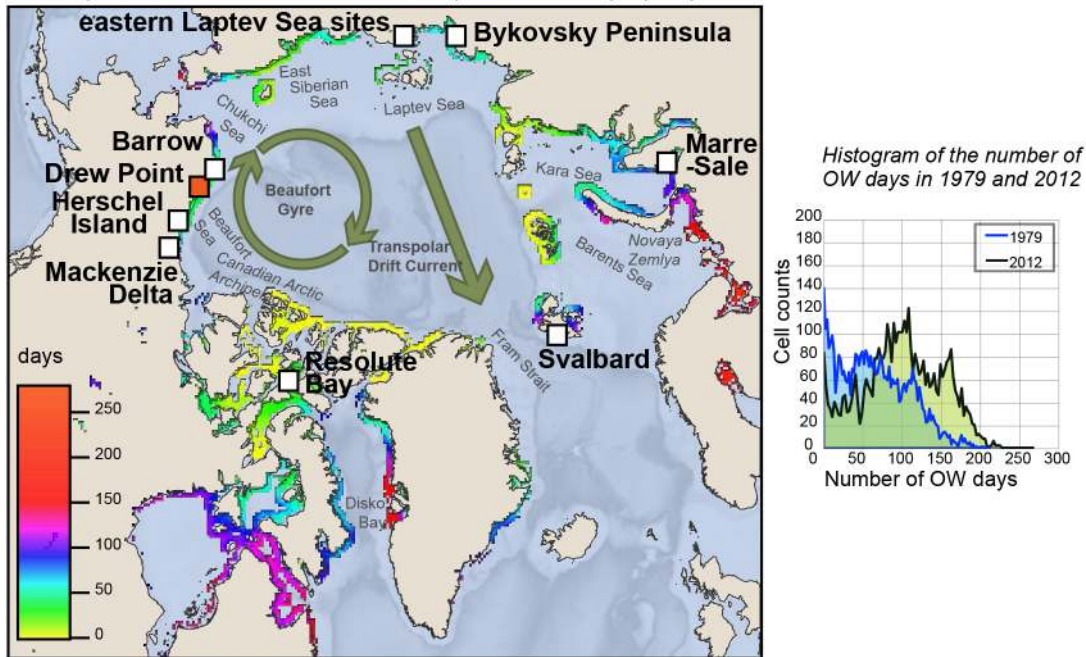 eastern Laptev Sea sites
Bykovsky Peninsula
East
Siberian
Sea
Laptev Sea
Chukchi
Sea
Barrow
Drew Point
Herschel
Island
Mackenzie
Delta
Beaufort
Gyre
Beaufort
Sea
Transpolar
Drift Current
Canadian Arctic
Archipelago
Kara Sea
Marre
-Sale
Novaya
Zemlya
Barents Sea
Svalbard
Fram Strait
Resolute
Bay
Disko
Bay
days
250
200
150
100
50
0
Histogram of the number of
OW days in 1979 and 2012
1979
2012
Cell counts
200
180
160
140
120
100
80
60
40
20
0
0 50 100 150 200 250 300
Number of OW days